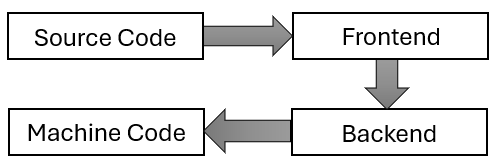 Source Code
Frontend
Backend
Machine Code